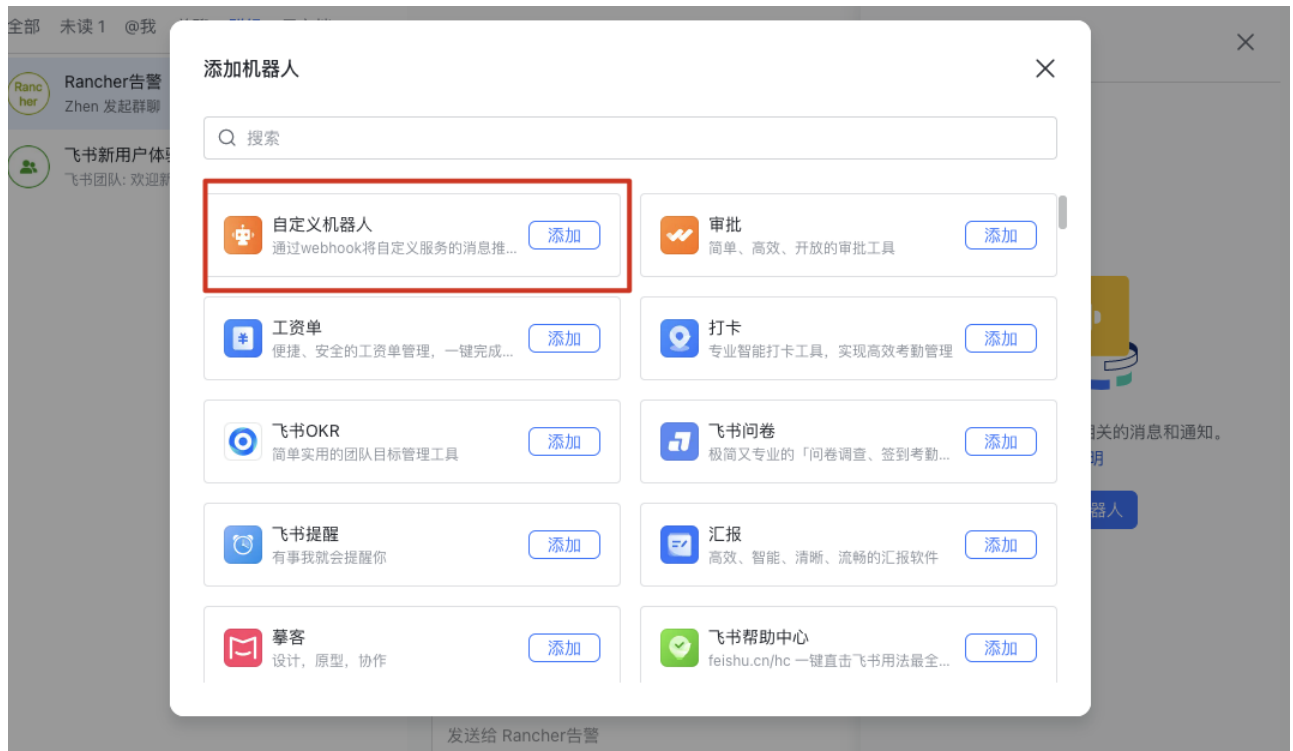 全部 未读 1 @我
Ranc
her
Rancher告警
Zhen 发起群聊
飞书新用户体
飞书团队: 欢迎新
添加机器人
搜索
自定义机器人
通过webhook将自定义服务的消息推...
添加
审批
简单、高效、开放的审批工具
添加
工资单
便捷、安全的工资单管理，一键完成...
添加
打卡
专业智能打卡工具，实现高效考勤管理
添加
飞书OKR
简单实用的团队目标管理工具
添加
飞书问卷
极简又专业的「问卷调查、签到考勤...
添加
飞书提醒
有事我就会提醒你
添加
汇报
高效、智能、清晰、流畅的汇报软件
添加
摹客
设计，原型，协作
添加
飞书帮助中心
feishu.cn/hc 一键直击飞书用法最全...
添加
关的消息和通知。
明
器人
发送给 Rancher告警